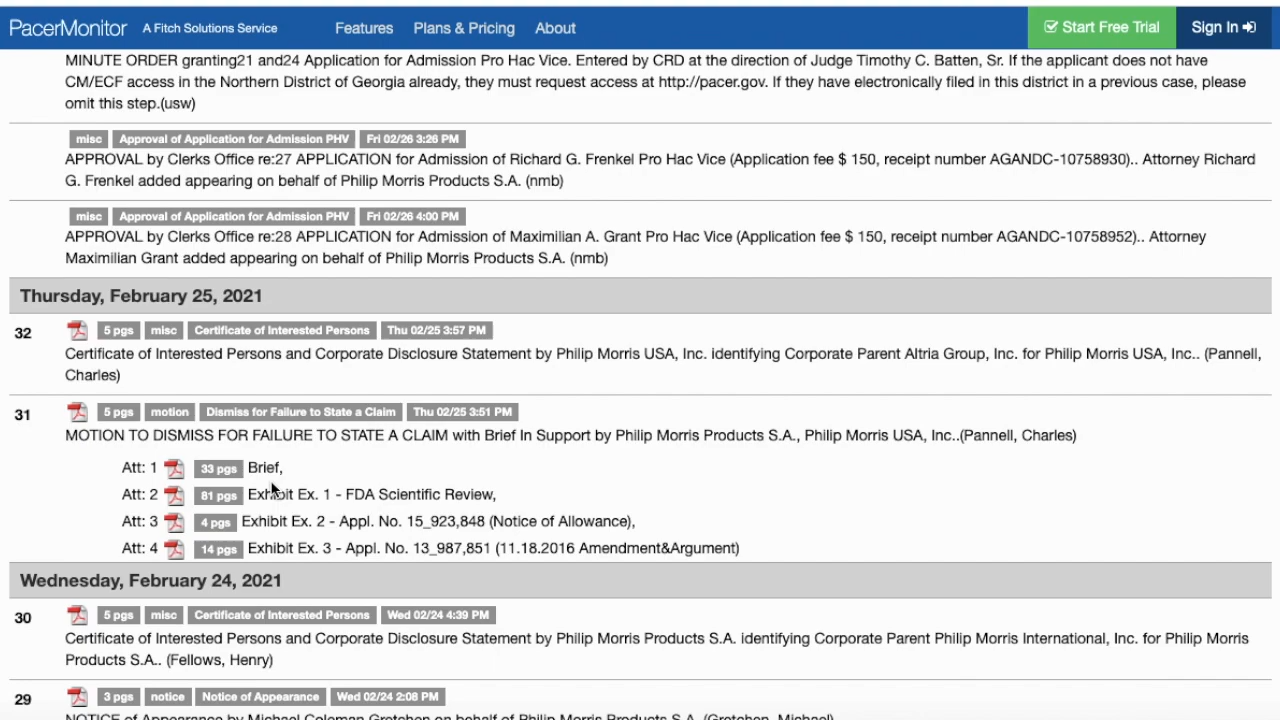 PacerMonitor A Fitch Solutions Service Features Plans & Pricing About Start Free Trial Sign In
MINUTE ORDER granting21 and24 Application for Admission Pro Hac Vice. Entered by CRD at the direction of Judge Timothy C. Batten, Sr. If the applicant does not have
CM/ECF access in the Northern District of Georgia already, they must request access at http://pacer.gov. If they have electronically filed in this district in a previous case, please
omit this step.(usw)
misc Approval of Application for Admission PHV Fri 02/26 3:26 PM
APPROVAL by Clerks Office re:27 APPLICATION for Admission of Richard G. Frenkel Pro Hac Vice (Application fee $ 150, receipt number AGANDC-10758930).. Attorney Richard
G. Frenkel added appearing on behalf of Philip Morris Products S.A. (nmb)
misc Approval of Application for Admission PHV Fri 02/26 4:00 PM
APPROVAL by Clerks Office re:28 APPLICATION for Admission of Maximilian A. Grant Pro Hac Vice (Application fee $ 150, receipt number AGANDC-10758952).. Attorney
Maximilian Grant added appearing on behalf of Philip Morris Products S.A. (nmb)
Thursday, February 25, 2021
32 5 pgs misc Certificate of Interested Persons Thu 02/25 3:57 PM
Certificate of Interested Persons and Corporate Disclosure Statement by Philip Morris USA, Inc. identifying Corporate Parent Altria Group, Inc. for Philip Morris USA, Inc.. (Pannell,
Charles)
31 5 pgs motion Dismiss for Failure to State a Claim Thu 02/25 3:51 PM
MOTION TO DISMISS FOR FAILURE TO STATE A CLAIM with Brief In Support by Philip Morris Products S.A., Philip Morris USA, Inc..(Pannell, Charles)
Att: 1 33 pgs Brief,
Att: 2 81 pgs Exhibit Ex. 1 - FDA Scientific Review,
Att: 3 4 pgs Exhibit Ex. 2 - Appl. No. 15_923,848 (Notice of Allowance),
Att: 4 14 pgs Exhibit Ex. 3 - Appl. No. 13_987,851 (11.18.2016 Amendment&Argument)
Wednesday, February 24, 2021
30 5 pgs misc Certificate of Interested Persons Wed 02/24 4:39 PM
Certificate of Interested Persons and Corporate Disclosure Statement by Philip Morris Products S.A. identifying Corporate Parent Philip Morris International, Inc. for Philip Morris
Products S.A.. (Fellows, Henry)
29 3 pgs notice Notice of Appearance Wed 02/24 2:08 PM
NOTICE of Appearance by Michael Coleman Gretchen on behalf of Philip Morris Products S.A. (Gretchen, Michael)